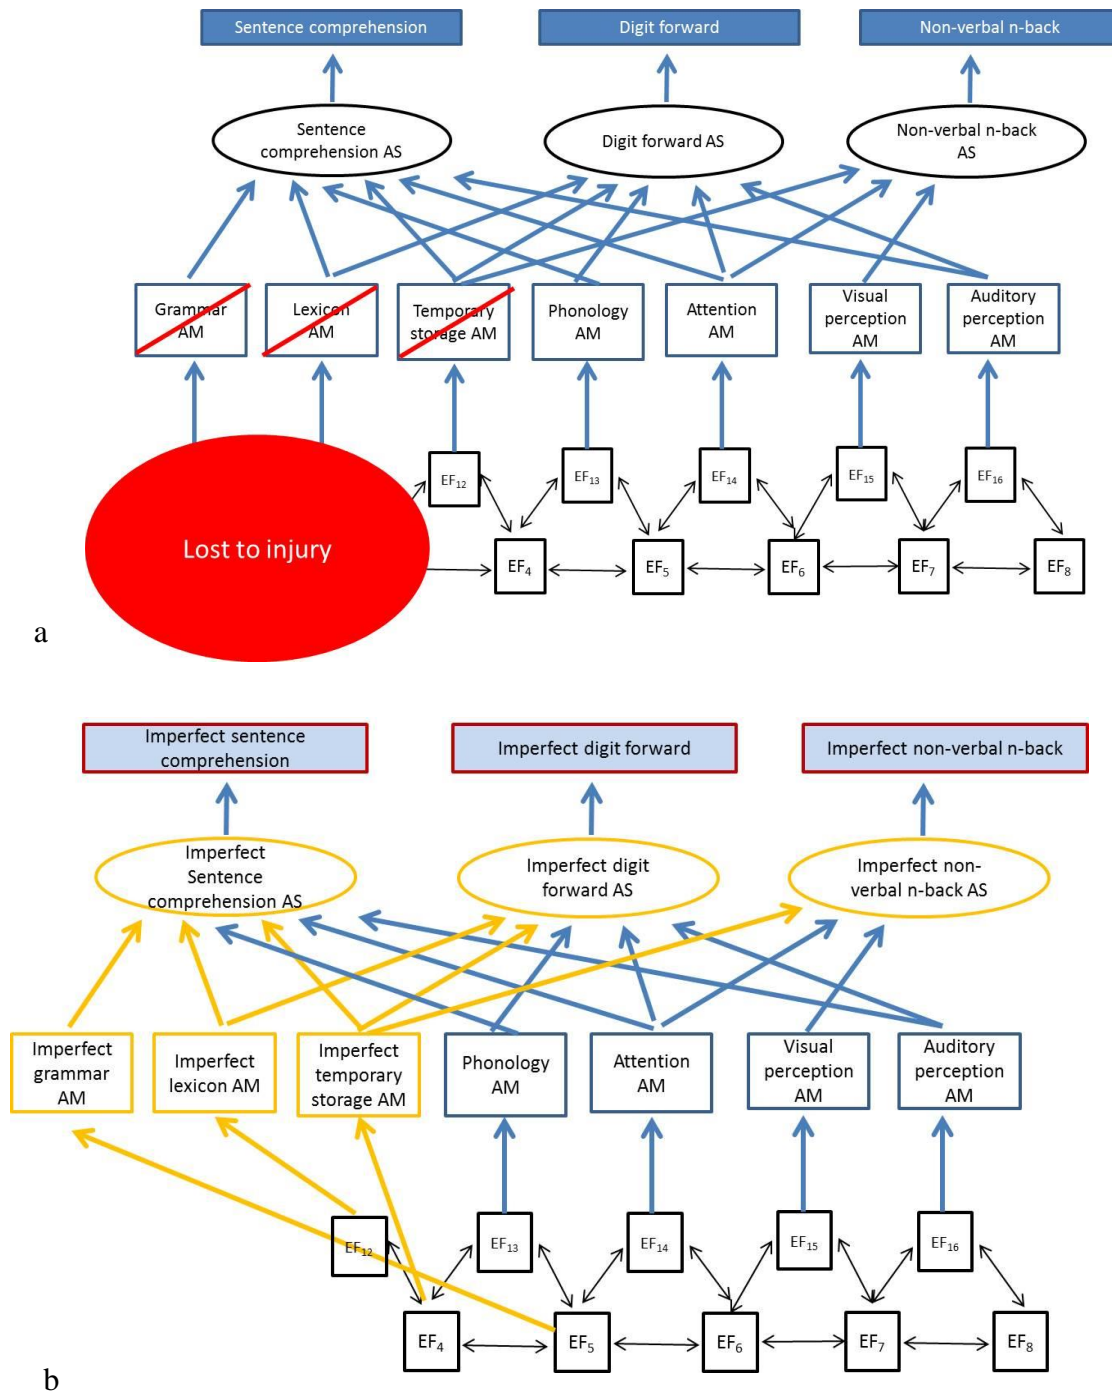 Sentence comprehension
Digit forward
Non-verbal n-back
Sentence
comprehension AS
Digit forward AS
Non-verbal n-back
AS
Grammar
AM
Lexicon
AM
Temporary
storage AM
Phonology
AM
Attention
AM
Visual
perception
AM
Auditory
perception
AM
EF12
EF13
EF14
EF15
EF16
Lost to injury
EF4
EF5
EF6
EF7
EF8
a
Imperfect sentence
comprehension
Imperfect digit forward
Imperfect non-verbal n-back
Imperfect
Sentence
comprehension AS
Imperfect digit
forward AS
Imperfect non-
verbal n-back AS
Imperfect
grammar
AM
Imperfect
lexicon AM
Imperfect
temporary
storage AM
Phonology
AM
Attention
AM
Visual
perception
AM
Auditory
perception
AM
EF12
EF13
EF14
EF15
EF16
EF4
EF5
EF6
EF7
EF8
b